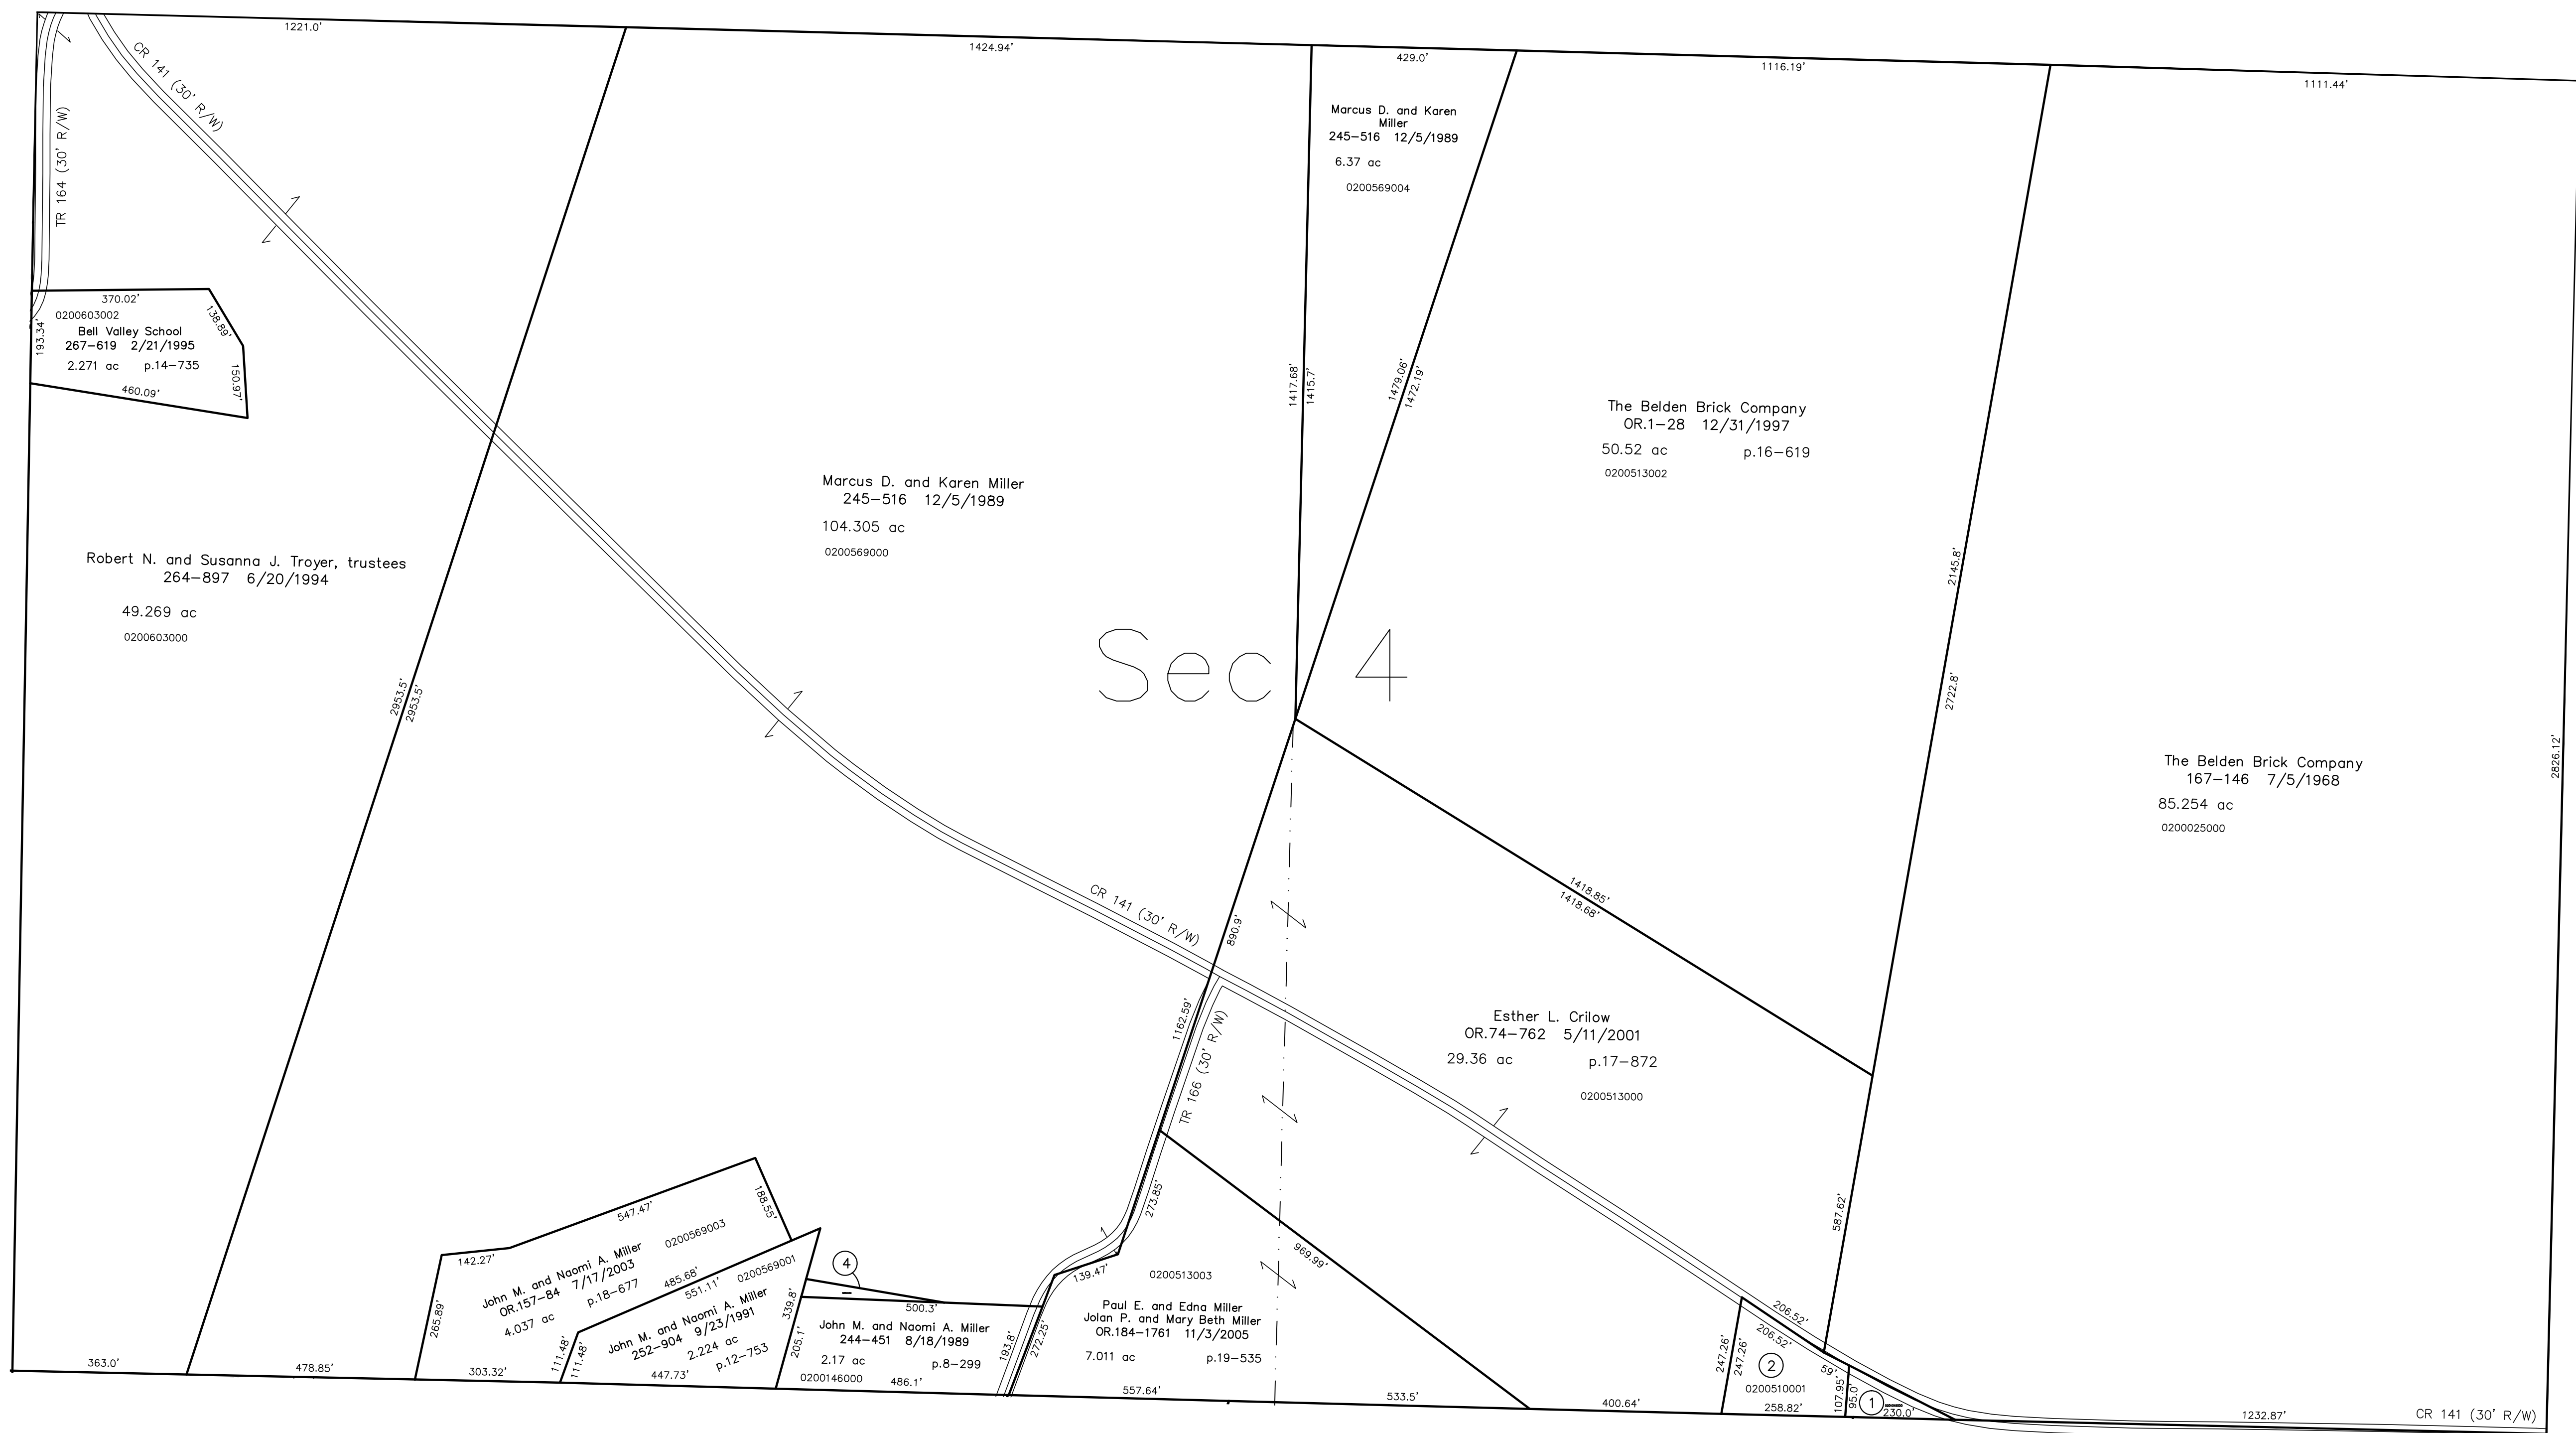 1221.0'
1424.94'
429.0'
1116.19'
1111.44'
CR 141 (30' R/W)
TR 164 (30' R/W)
Marcus D. and Karen
Miller
245-516 12/5/1989
6.37 ac
0200569004
370.02'
138.89'
193.34'
0200603002
Bell Valley School
267-619 2/21/1995
2.271 ac p.14-735
150.97'
460.09'
1417.68'
1415.7'
1479.06'
1472.19'
The Belden Brick Company
OR.1-28 12/31/1997
50.52 ac p.16-619
0200513002
Marcus D. and Karen Miller
245-516 12/5/1989
104.305 ac
0200569000
Robert N. and Susanna J. Troyer, trustees
264-897 6/20/1994
49.269 ac
0200603000
2145.8'
2722.8'
2953.5'
2953.5'
Sec 4
The Belden Brick Company
167-146 7/5/1968
85.254 ac
0200025000
2826.12'
1418.85'
1418.68'
CR 141 (30' R/W)
890.9'
1162.59'
TR 166 (30' R/W)
Esther L. Crilow
OR.74-762 5/11/2001
29.36 ac p.17-872
0200513000
587.62'
273.85'
139.47'
969.99'
547.47'
188.55'
142.27'
265.89'
0200569003
John M. and Naomi A. Miller
OR.157-84 7/17/2003
4.037 ac p.18-677
485.68'
551.11'
0200569001
John M. and Naomi A. Miller
252-904 9/23/1991
2.224 ac
p.12-753
111.48'
111.48'
339.8'
205.1'
4
500.3'
John M. and Naomi A. Miller
244-451 8/18/1989
2.17 ac p.8-299
0200146000
486.1'
193.8'
272.25'
0200513003
Paul E. and Edna Miller
Jolan P. and Mary Beth Miller
OR.184-1761 11/3/2005
7.011 ac p.19-535
206.52'
206.52'
59'
247.26'
247.26'
2
0200510001
107.95'
95.0'
1
363.0'
478.85'
303.32'
447.73'
557.64'
533.5'
400.64'
258.82'
230.0'
1232.87'
CR 141 (30' R/W)